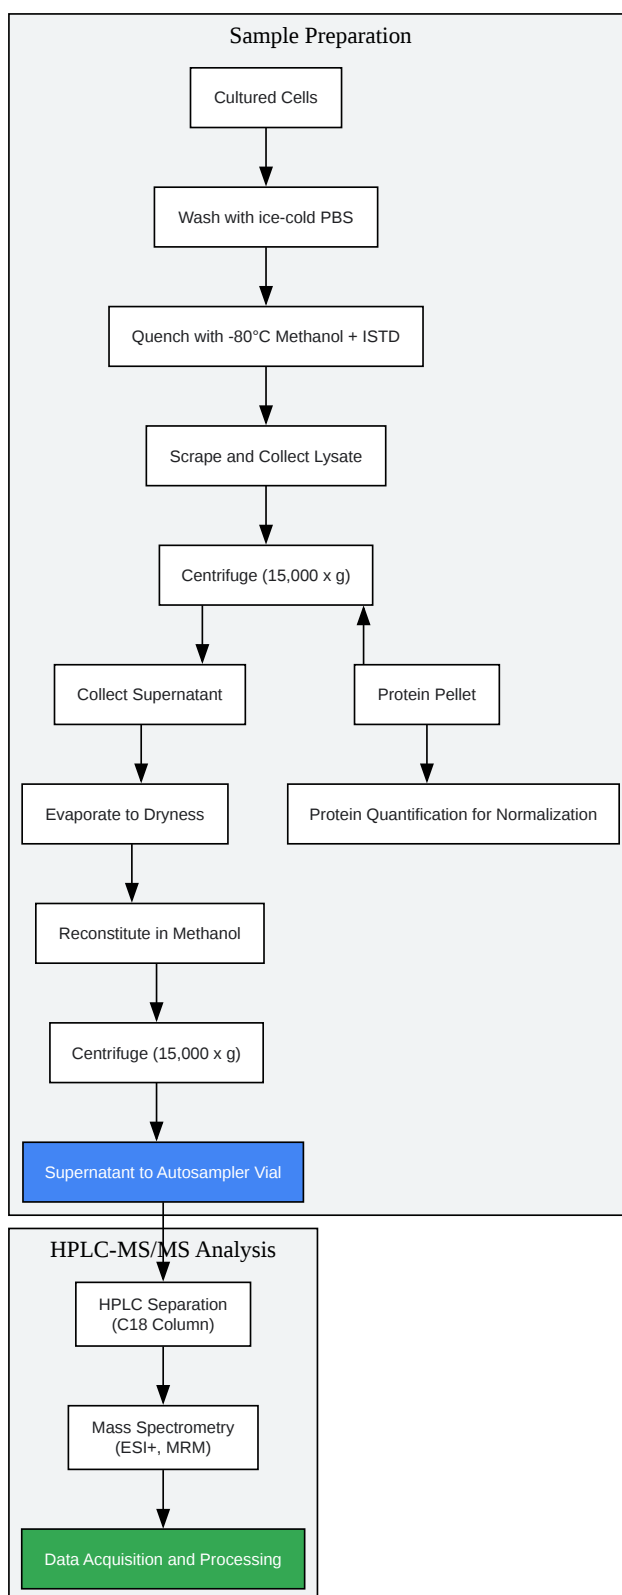 Sample Preparation
Cultured Cells
Wash with ice-cold PBS
Quench with -80°C Methanol + ISTD
Scrape and Collect Lysate
Centrifuge (15,000 x g)
Collect Supernatant
Protein Pellet
Evaporate to Dryness
Protein Quantification for Normalization
Reconstitute in Methanol
Centrifuge (15,000 x g)
Supernatant to Autosampler Vial
HPLC-MS/MS Analysis
HPLC Separation
(C18 Column)
Mass Spectrometry
(ESI+, MRM)
Data Acquisition and Processing